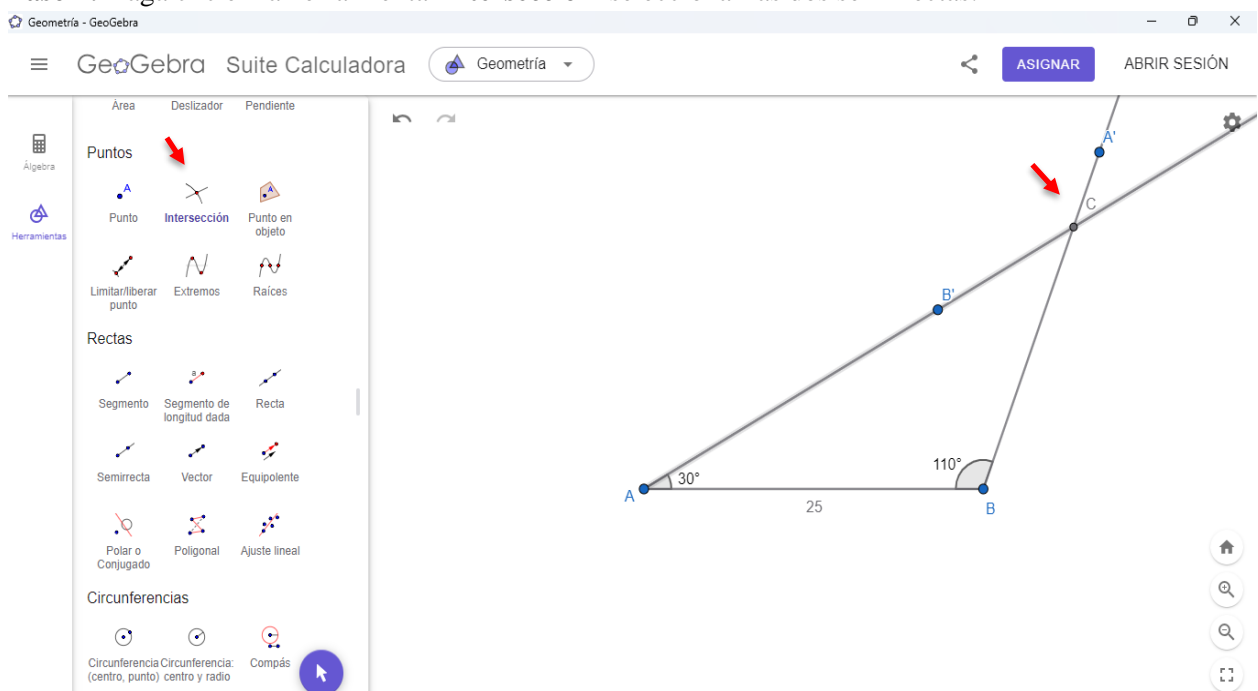 Geometría - GeoGebra
GeoGebra Suite Calculadora
Geometría
ASIGNAR
ABRIR SESIÓN
Álgebra
Herramientas
Área Deslizador Pendiente
Puntos
A
A
Punto Intersección Punto en
objeto
Limitar/liberar
punto
Extremos Raíces
Rectas
a
Segmento Segmento de
longitud dada
Recta
Semirrecta Vector Equipolente
Polar o
Conjugado
Poligonal Ajuste lineal
Circunferencias
Circunferencia
(centro, punto)
Circunferencia:
centro y radio
Compás
A'
C
B'
110°
30°
A
25
B